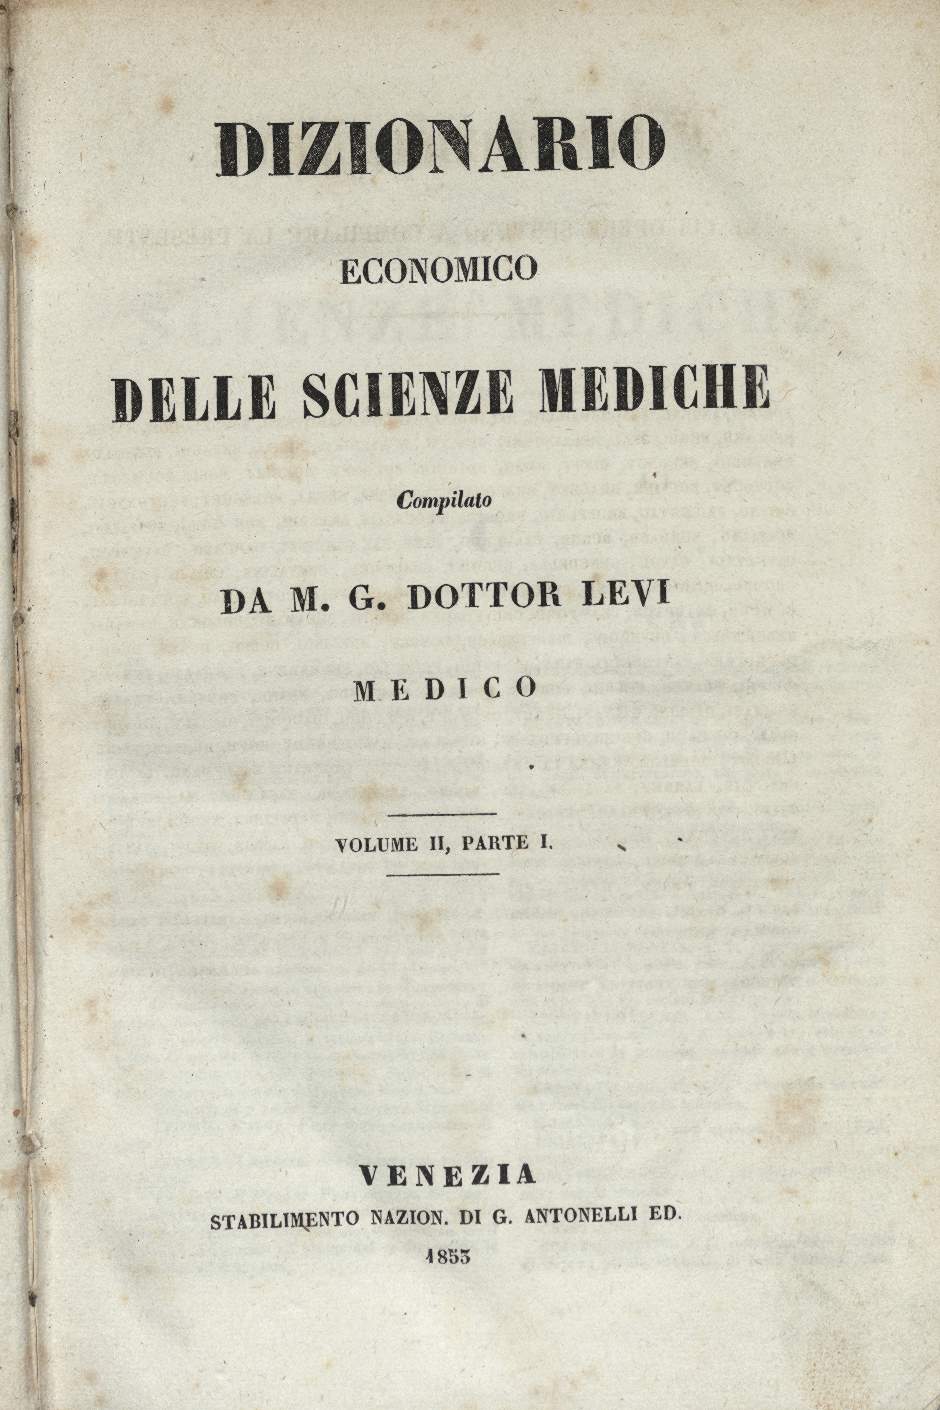 DIZIONARIO
ECONOMICO
DELLE SCIENZE MEDICHE
Compilato
DA M. G. DOTTOR LEVI
MEDICO
VOLUME II, PARTE I.
VENEZIA
STABILIMENTO NAZION. DI G. ANTONELLI ED.
1853